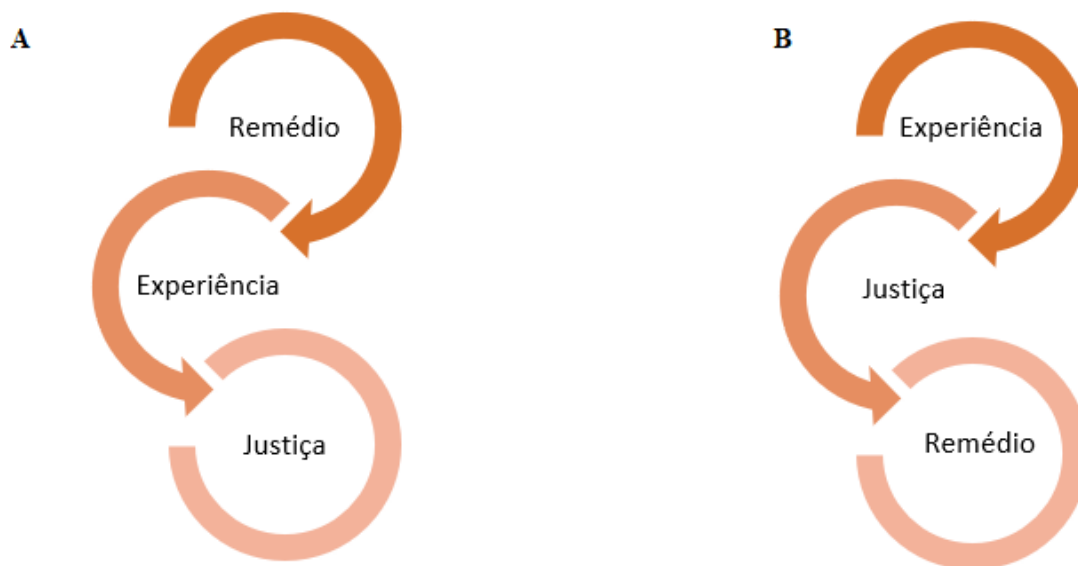 A
Remédio
Experiência
Justiça
B
Experiência
Justiça
Remédio